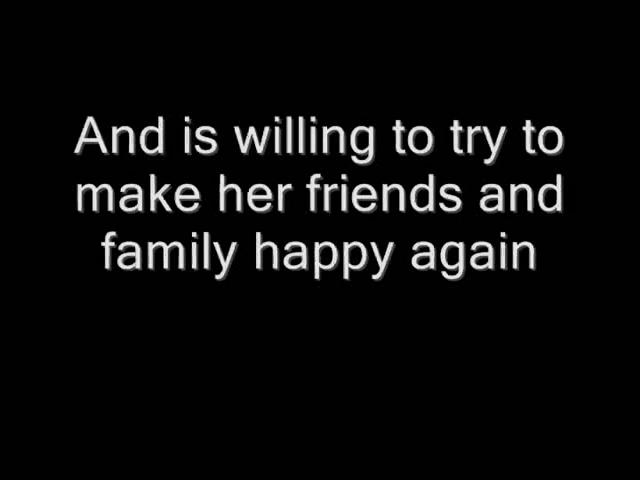 And is willing to try to
make her friends and
family happy again